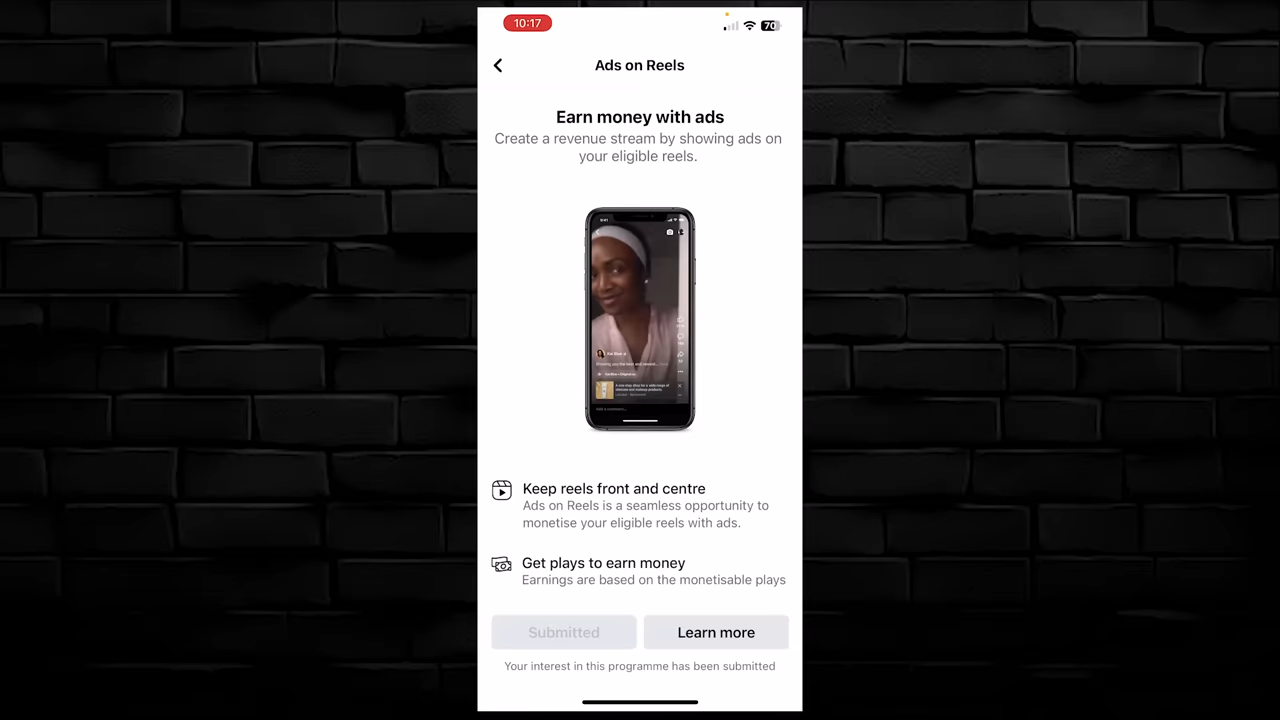 10:17
70
Ads on Reels
Earn money with ads
Create a revenue stream by showing ads on
your eligible reels.
Keep reels front and centre
Ads on Reels is a seamless opportunity to
monetise your eligible reels with ads.
Get plays to earn money
Earnings are based on the monetisable plays
Submitted
Learn more
Your interest in this programme has been submitted